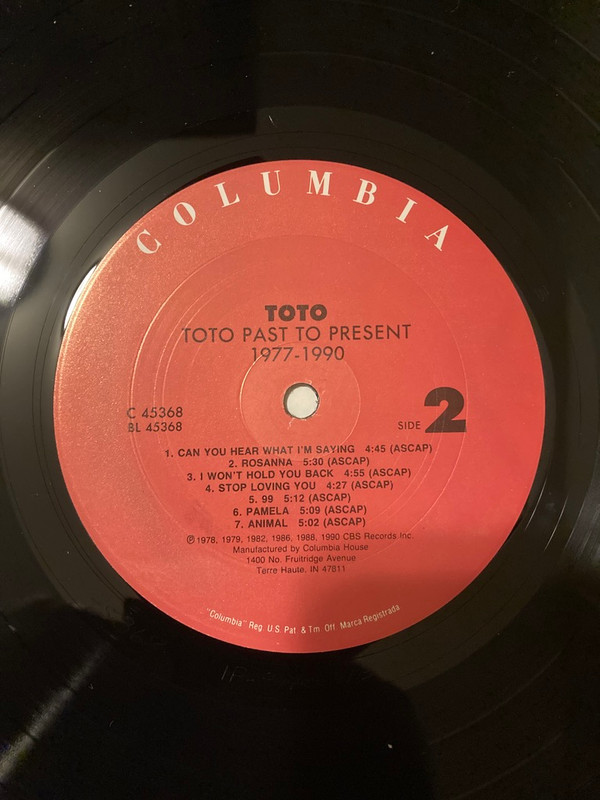 COLUMBIA
TOTO
TOTO PAST TO PRESENT
1977-1990
C 45368
BL 45368
SIDE 2
1. CAN YOU HEAR WHAT I'M SAYING 4:45 (ASCAP)
2. ROSANNA 5:30 (ASCAP)
3. I WON'T HOLD YOU BACK 4:55 (ASCAP)
4. STOP LOVING YOU 4:27 (ASCAP)
5. 99 5:12 (ASCAP)
6. PAMELA 5:09 (ASCAP)
7. ANIMAL 5:02 (ASCAP)
℗ 1978, 1979, 1982, 1986, 1988, 1990 CBS Records Inc.
Manufactured by Columbia House
1400 No. Fruitridge Avenue
Terre Haute, IN 47811
"Columbia" Reg. U.S. Pat. & Tm. Off. Marca Registrada